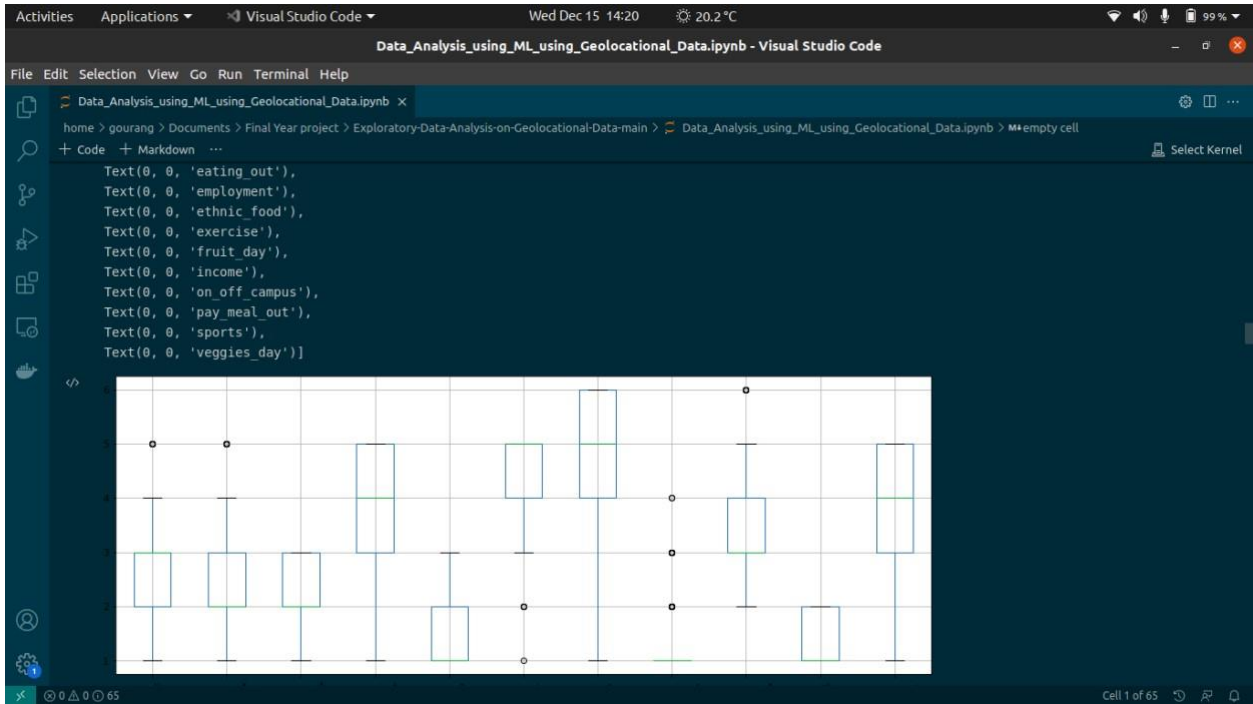 Activities Applications ▾ Visual Studio Code ▾ Wed Dec 15 14:20 20.2 °C 99 % ▾
Data_Analysis_using_ML_using_Geolocational_Data.ipynb - Visual Studio Code
File Edit Selection View Go Run Terminal Help
Data_Analysis_using_ML_using_Geolocational_Data.ipynb ×
home > gourang > Documents > Final Year project > Exploratory-Data-Analysis-on-Geolocational-Data-main > Data_Analysis_using_ML_using_Geolocational_Data.ipynb > M↓empty cell
+ Code + Markdown ··· Select Kernel
Text(0, 0, 'eating_out'),
Text(0, 0, 'employment'),
Text(0, 0, 'ethnic_food'),
Text(0, 0, 'exercise'),
Text(0, 0, 'fruit_day'),
Text(0, 0, 'income'),
Text(0, 0, 'on_off_campus'),
Text(0, 0, 'pay_meal_out'),
Text(0, 0, 'sports'),
Text(0, 0, 'veggies_day')]
</>
6
5
4
3
2
1
1
0 0 65 Cell 1 of 65